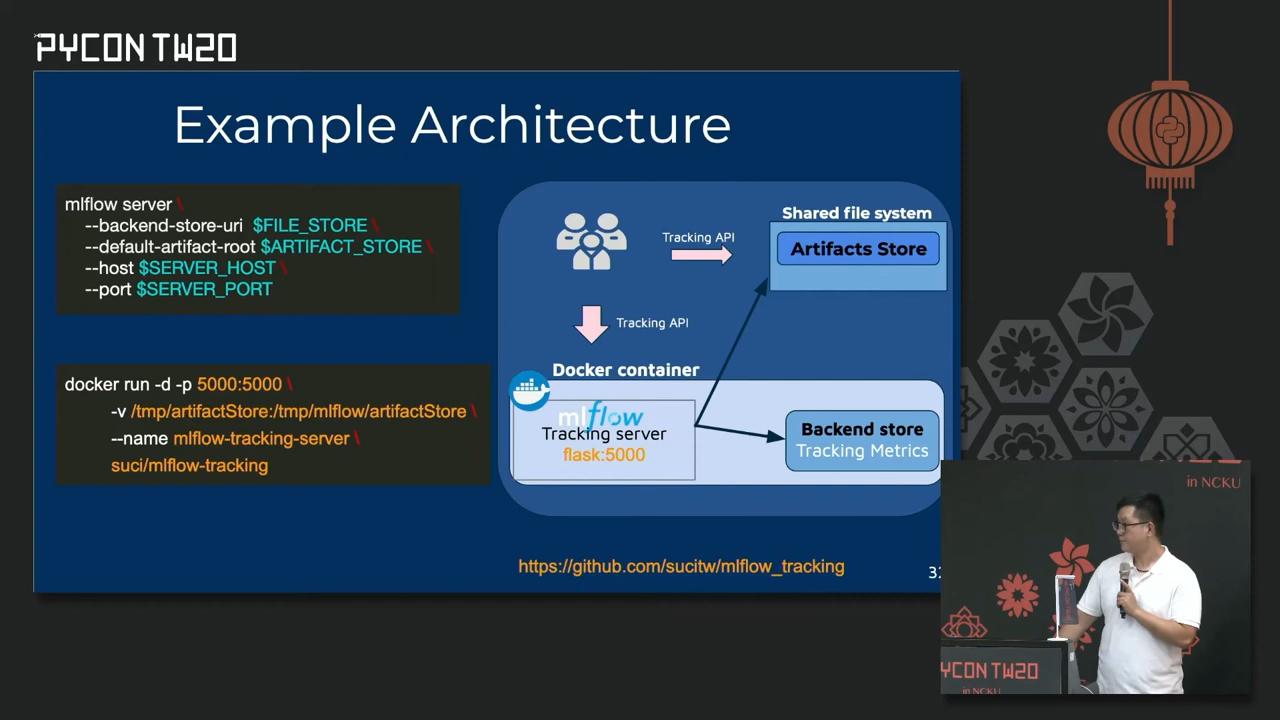 PYCON TW20
Example Architecture
mlflow server \
--backend-store-uri $FILE_STORE \
--default-artifact-root $ARTIFACT_STORE \
--host $SERVER_HOST \
--port $SERVER_PORT
docker run -d -p 5000:5000 \
-v /tmp/artifactStore:/tmp/mlflow/artifactStore \
--name mlflow-tracking-server \
suci/mlflow-tracking
Shared file system
Tracking API
Artifacts Store
Tracking API
Docker container
mlflow
Tracking server
flask:5000
Backend store
Tracking Metrics
https://github.com/sucitw/mlflow_tracking
in NCKU
PYCON TW20
in NCKU